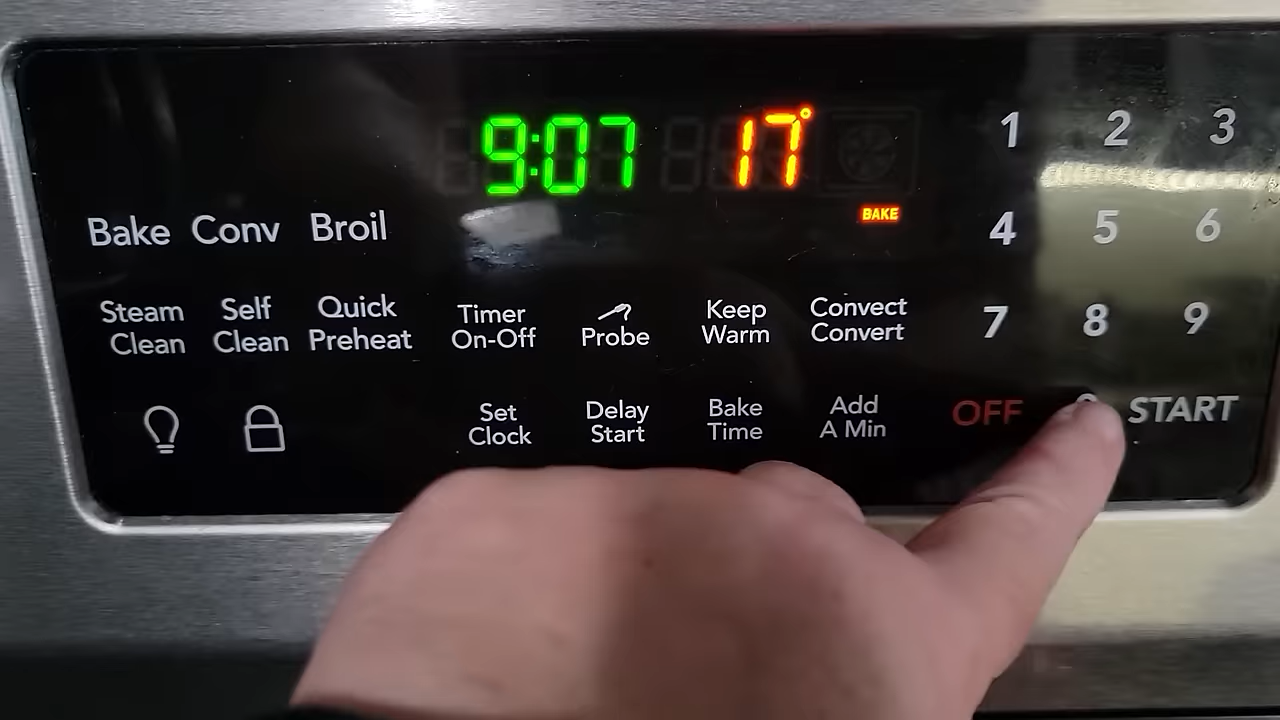 9:07 17°
BAKE
1 2 3
Bake Conv Broil
4 5 6
Steam Clean
Self Clean
Quick Preheat
Timer On-Off
Probe
Keep Warm
Convect Convert
7 8 9
Set Clock
Delay Start
Bake Time
Add A Min
OFF
START